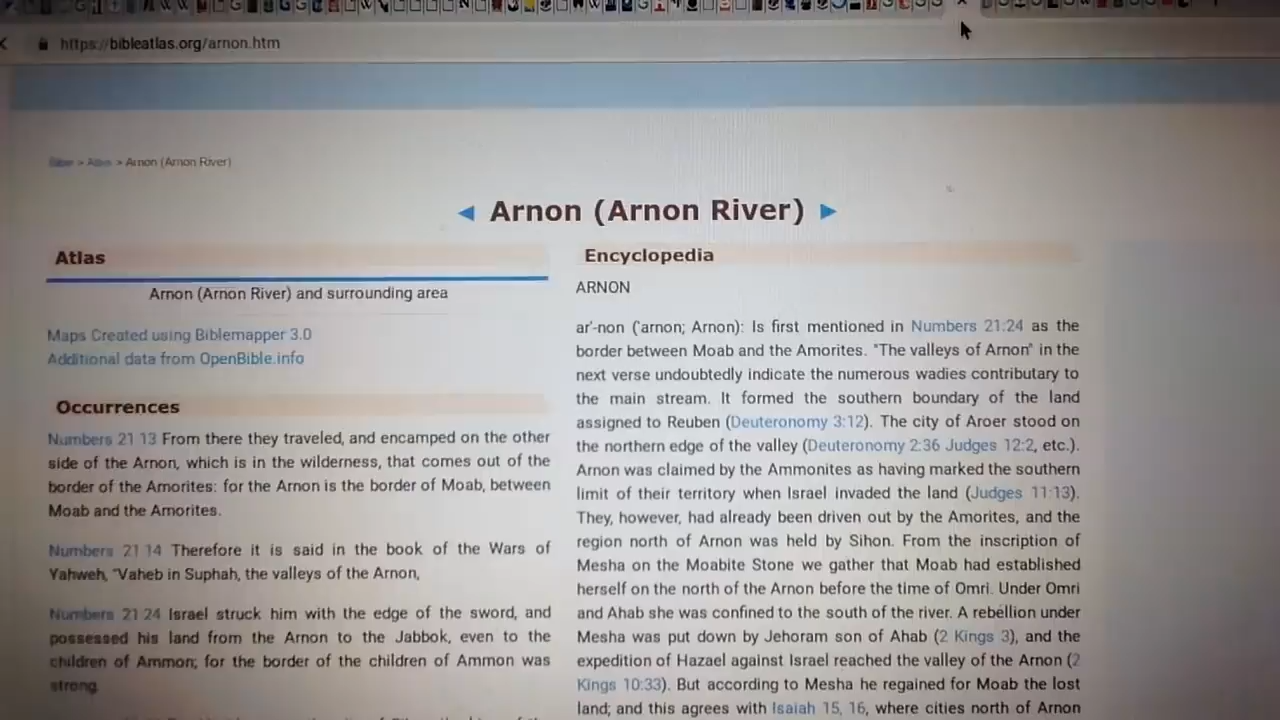 https://bibleatlas.org/arnon.htm
Bible > Atlas > Arnon (Arnon River)
◄ Arnon (Arnon River) ►
Atlas
Arnon (Arnon River) and surrounding area
Maps Created using Biblemapper 3.0
Additional data from OpenBible.info
Occurrences
Numbers 21 13 From there they traveled, and encamped on the other
side of the Arnon, which is in the wilderness, that comes out of the
border of the Amorites: for the Arnon is the border of Moab, between
Moab and the Amorites.
Numbers 21 14 Therefore it is said in the book of the Wars of
Yahweh, "Vaheb in Suphah, the valleys of the Arnon,
Numbers 21 24 Israel struck him with the edge of the sword, and
possessed his land from the Arnon to the Jabbok, even to the
children of Ammon; for the border of the children of Ammon was
strong.
Encyclopedia
ARNON
ar'-non ('arnon; Arnon): Is first mentioned in Numbers 21:24 as the
border between Moab and the Amorites. "The valleys of Arnon" in the
next verse undoubtedly indicate the numerous wadies contributary to
the main stream. It formed the southern boundary of the land
assigned to Reuben (Deuteronomy 3:12). The city of Aroer stood on
the northern edge of the valley (Deuteronomy 2:36 Judges 12:2, etc.).
Arnon was claimed by the Ammonites as having marked the southern
limit of their territory when Israel invaded the land (Judges 11:13).
They, however, had already been driven out by the Amorites, and the
region north of Arnon was held by Sihon. From the inscription of
Mesha on the Moabite Stone we gather that Moab had established
herself on the north of the Arnon before the time of Omri. Under Omri
and Ahab she was confined to the south of the river. A rebellion under
Mesha was put down by Jehoram son of Ahab (2 Kings 3), and the
expedition of Hazael against Israel reached the valley of the Arnon (2
Kings 10:33). But according to Mesha he regained for Moab the lost
land; and this agrees with Isaiah 15, 16, where cities north of Arnon